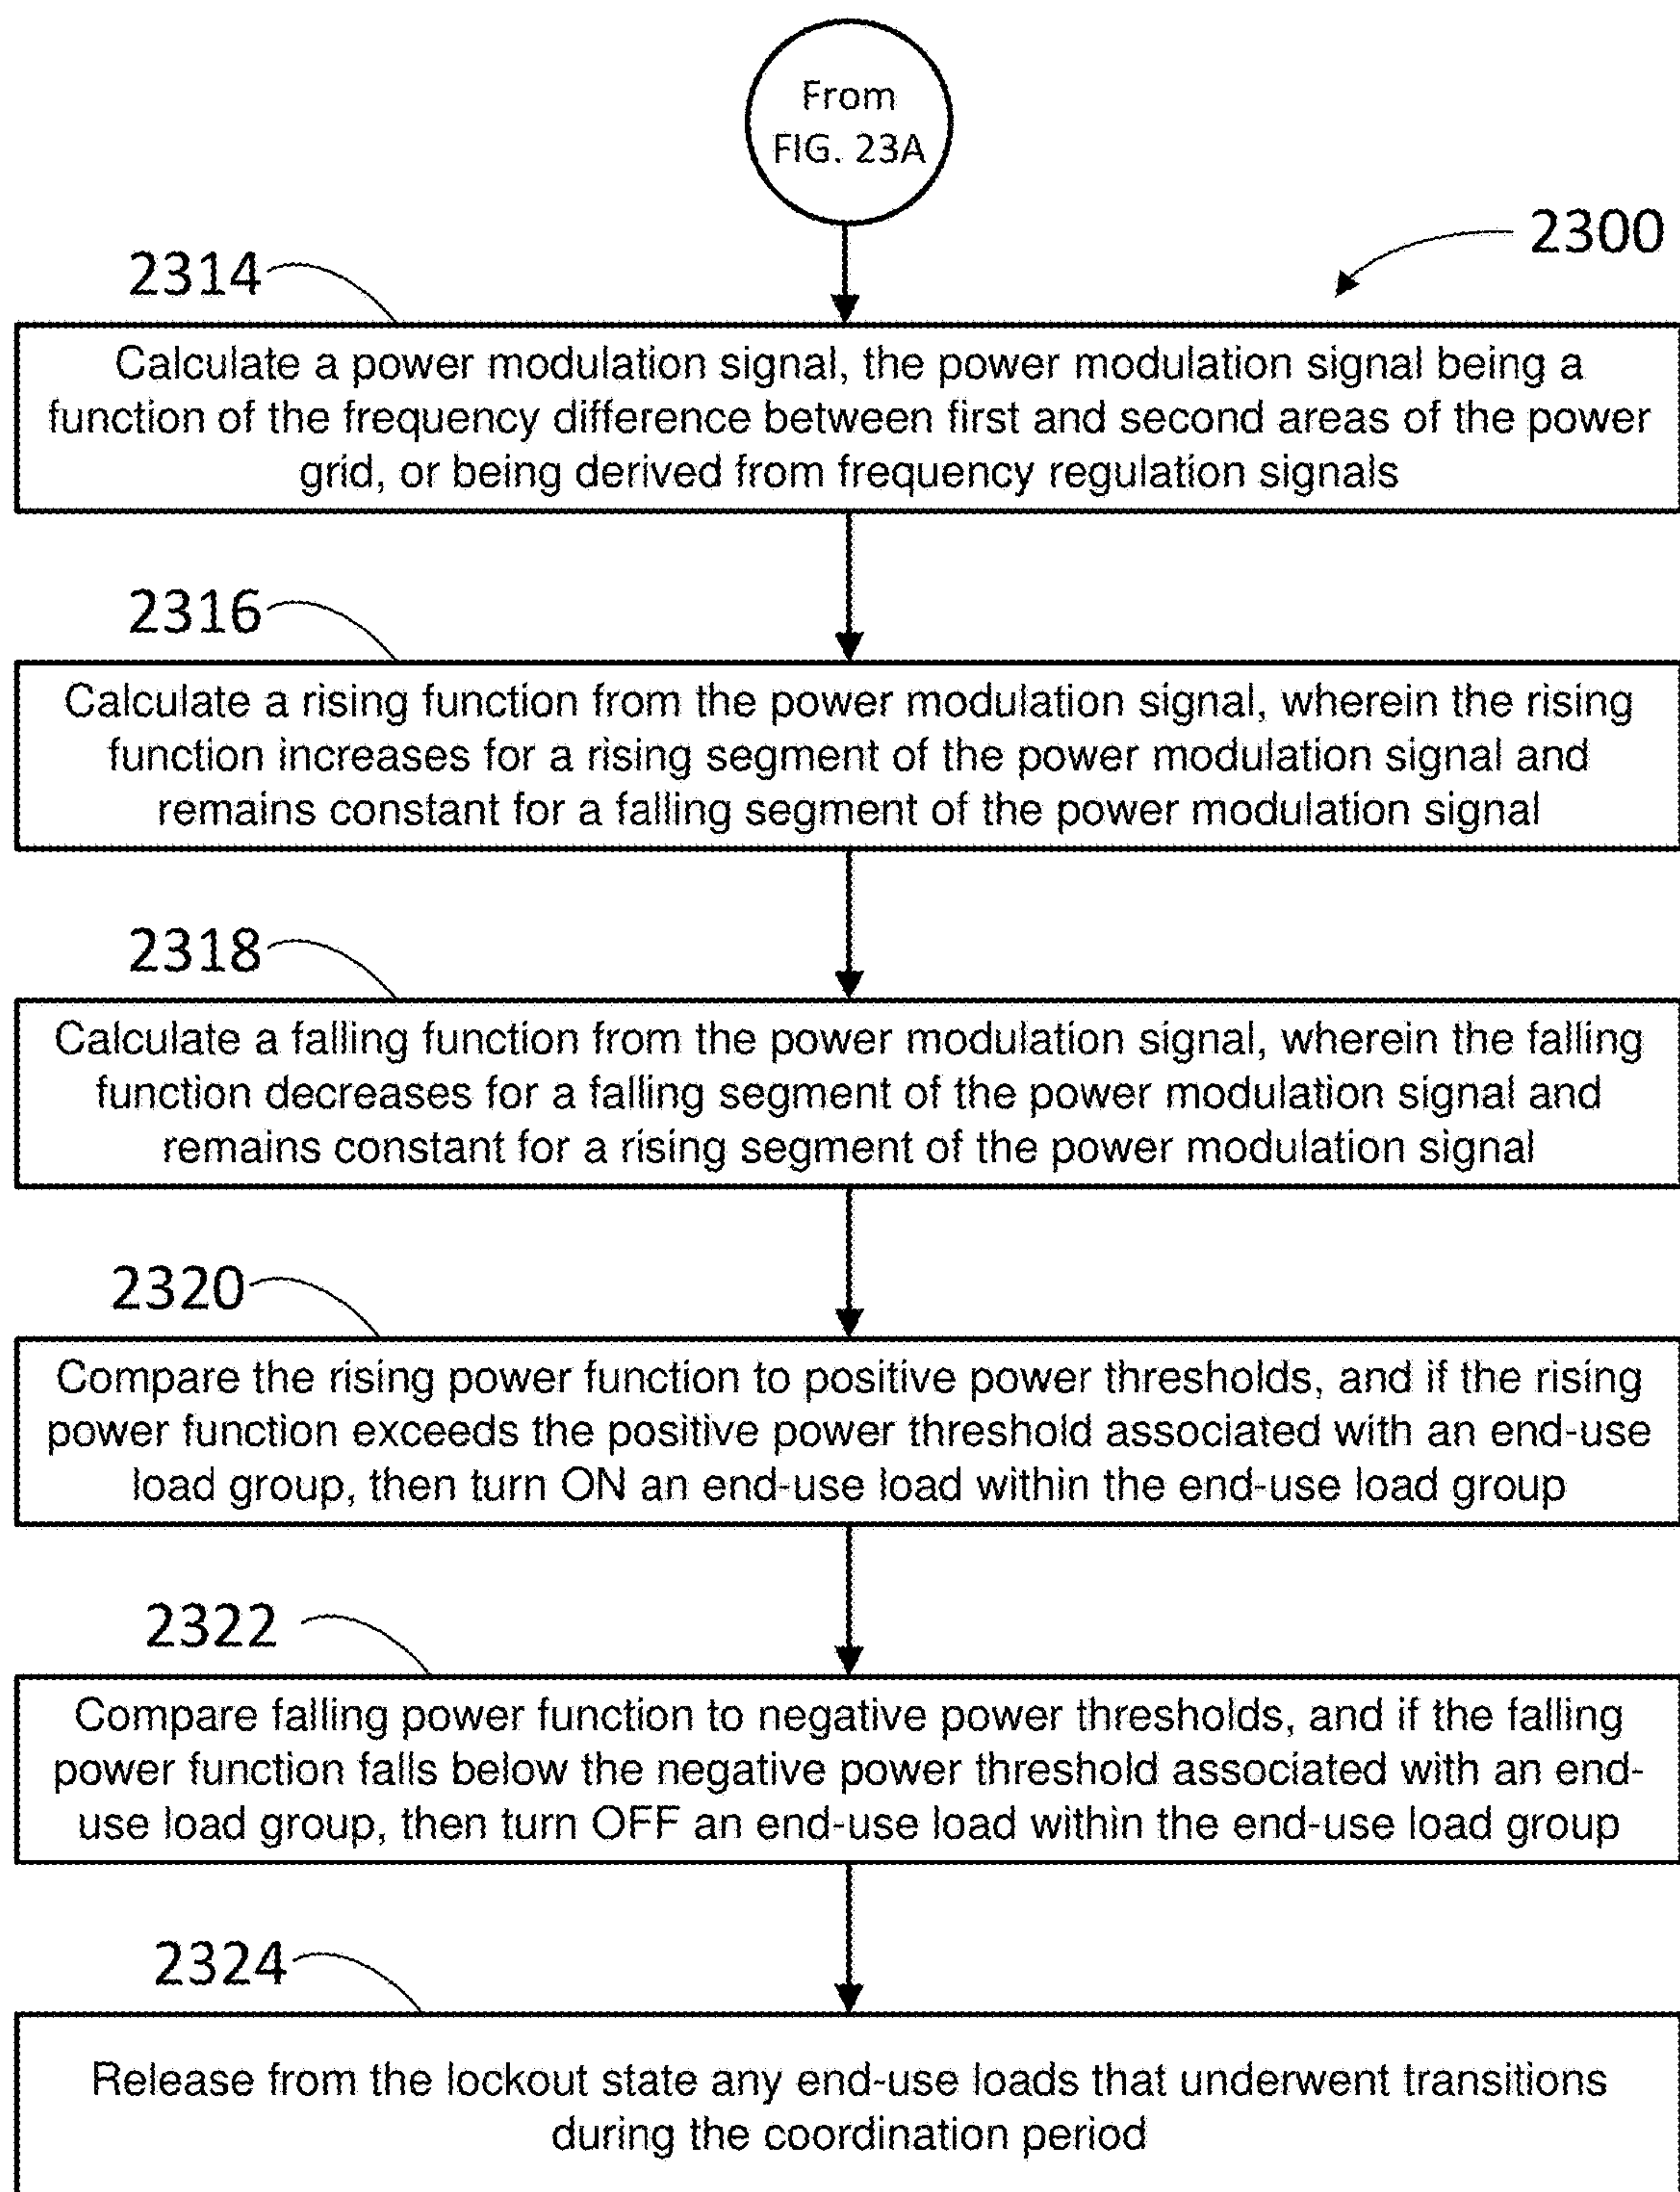 From
FIG. 23A
2300
2314
Calculate a power modulation signal, the power modulation signal being a
function of the frequency difference between first and second areas of the power
grid, or being derived from frequency regulation signals
2316
Calculate a rising function from the power modulation signal, wherein the rising
function increases for a rising segment of the power modulation signal and
remains constant for a falling segment of the power modulation signal
2318
Calculate a falling function from the power modulation signal, wherein the falling
function decreases for a falling segment of the power modulation signal and
remains constant for a rising segment of the power modulation signal
2320
Compare the rising power function to positive power thresholds, and if the rising
power function exceeds the positive power threshold associated with an end-use
load group, then turn ON an end-use load within the end-use load group
2322
Compare falling power function to negative power thresholds, and if the falling
power function falls below the negative power threshold associated with an end-
use load group, then turn OFF an end-use load within the end-use load group
2324
Release from the lockout state any end-use loads that underwent transitions
during the coordination period